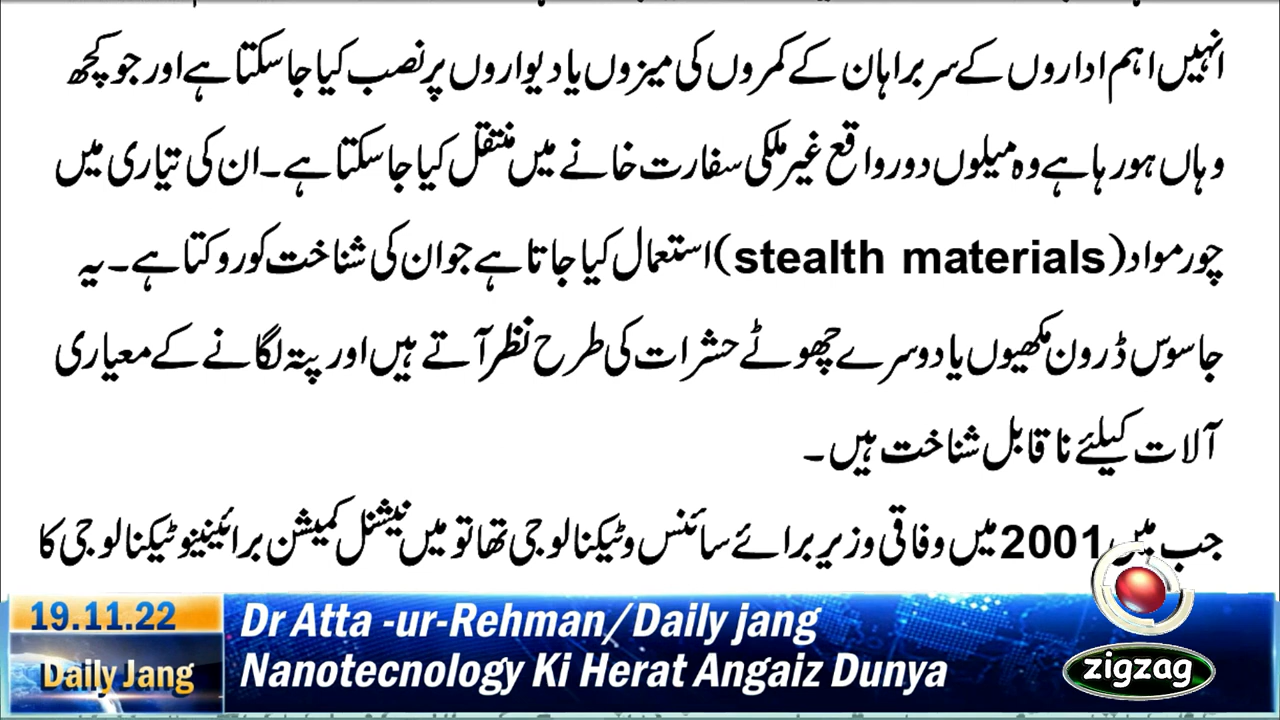 انہیں اہم اداروں کے سربراہان کے کمروں کی میزوں یا دیواروں پر نصب کیا جا سکتا ہے اور جو کچھ
وہاں ہو رہا ہے وہ میلوں دور واقع غیر ملکی سفارت خانے میں منتقل کیا جا سکتا ہے۔ ان کی تیاری میں
چور مواد (stealth materials) استعمال کیا جاتا ہے جو ان کی شناخت کو روکتا ہے۔ یہ
جاسوس ڈرون مکھیوں یا دوسرے چھوٹے حشرات کی طرح نظر آتے ہیں اور پتہ لگانے کے معیاری
آلات کیلئے ناقابل شناخت ہیں۔
جب میں 2001 میں وفاقی وزیر برائے سائنس و ٹیکنالوجی تھا تو میں نیشنل کمیشن برائینینو ٹیکنالوجی کا
19.11.22
Daily Jang
Dr Atta -ur-Rehman/Daily jang
Nanotecnology Ki Herat Angaiz Dunya
zigzag